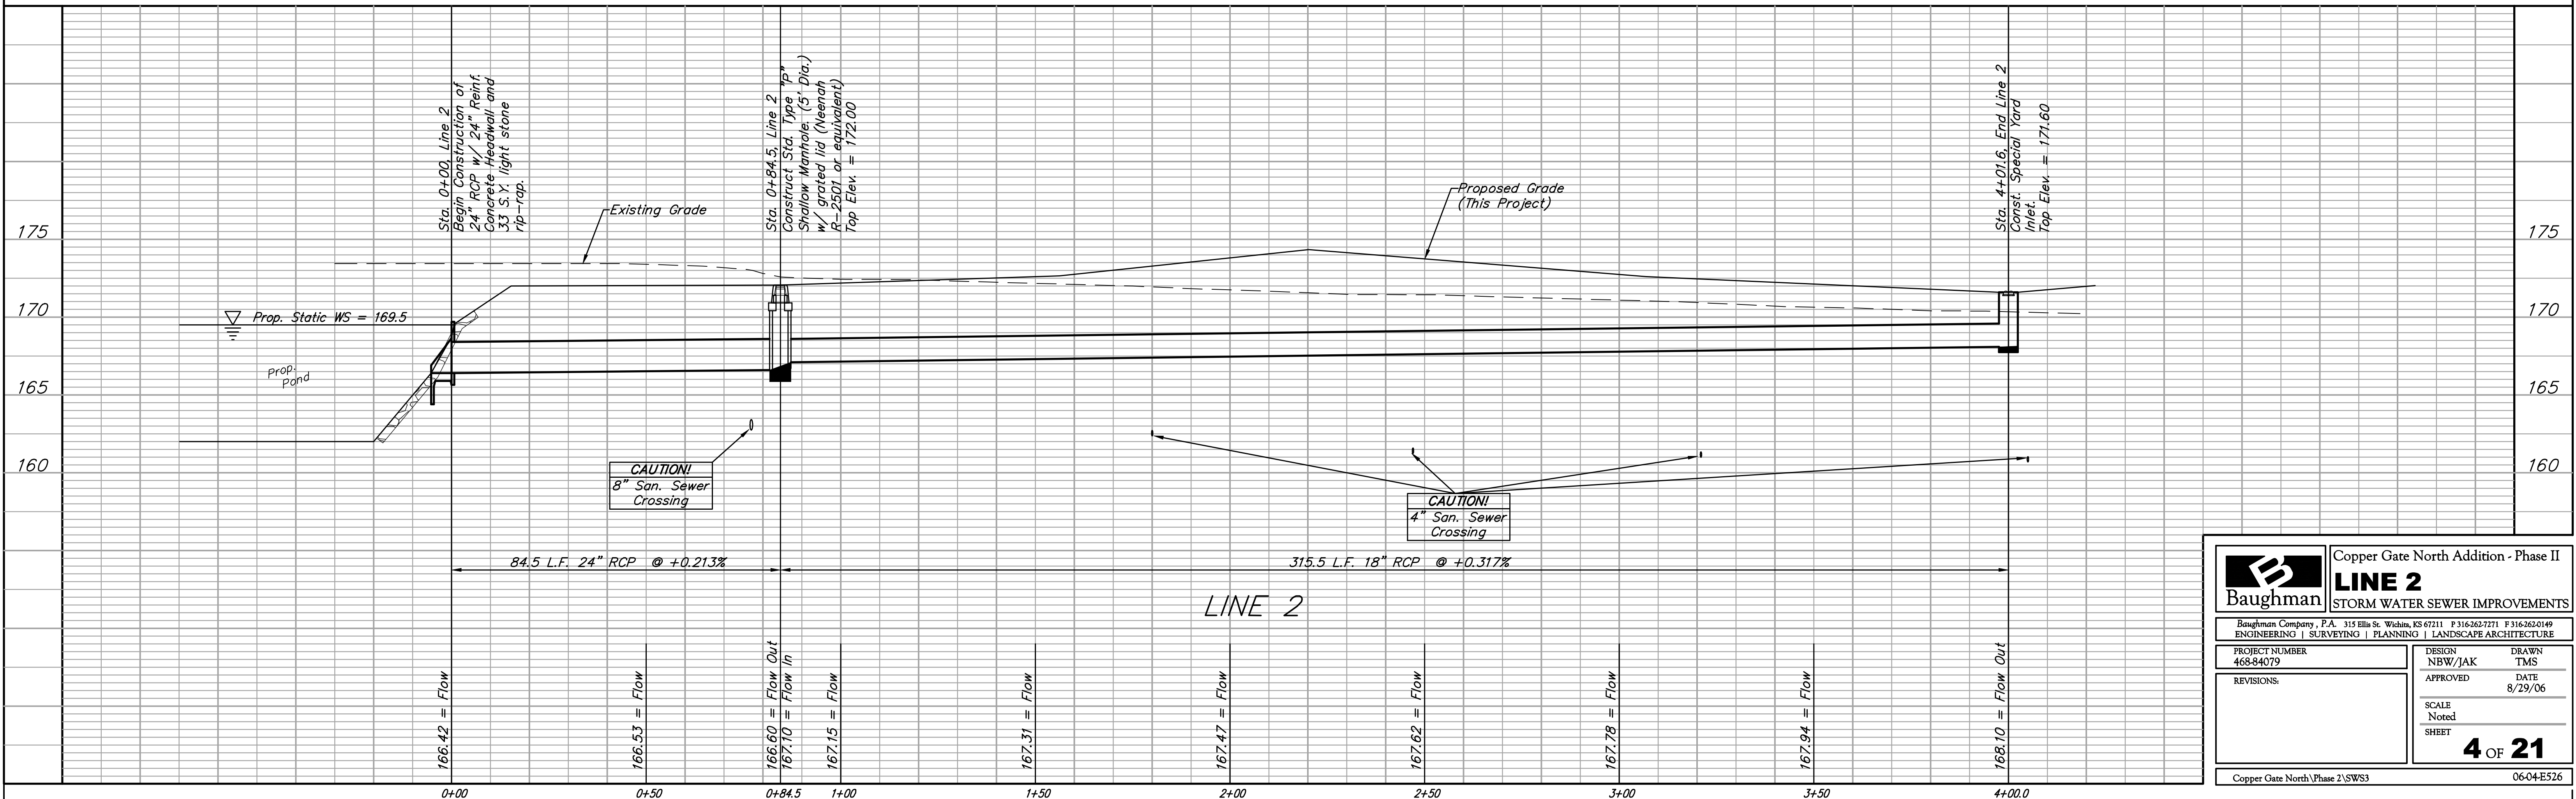 Sta. 0+00, Line 2
Begin Construction of
24" RCP w/ 24" Reinf.
Concrete Headwall and
33 S.Y. light stone
rip-rap.
Sta. 0+84.5, Line 2
Construct Std. Type "P"
Shallow Manhole. (5' Dia.)
w/ grated lid (Neenah
R-2501 or equivalent)
Top Elev. = 172.00
Sta. 4+01.6, End Line 2
Const. Special Yard
Inlet.
Top Elev. = 171.60
Existing Grade
Proposed Grade
(This Project)
175
175
170
170
Prop. Static WS = 169.5
Prop.
Pond
165
165
160
160
CAUTION!
8" San. Sewer
Crossing
CAUTION!
4" San. Sewer
Crossing
84.5 L.F. 24" RCP @ +0.213%
315.5 L.F. 18" RCP @ +0.317%
LINE 2
166.42 = Flow
166.53 = Flow
166.60 = Flow Out
167.10 = Flow In
167.15 = Flow
167.31 = Flow
167.47 = Flow
167.62 = Flow
167.78 = Flow
167.94 = Flow
168.10 = Flow Out
0+00
0+50
0+84.5
1+00
1+50
2+00
2+50
3+00
3+50
4+00.0
B
Baughman
Copper Gate North Addition - Phase II
LINE 2
STORM WATER SEWER IMPROVEMENTS
Baughman Company, P.A. 315 Ellis St. Wichita, KS 67211 P 316-262-7271 F 316-262-0149
ENGINEERING | SURVEYING | PLANNING | LANDSCAPE ARCHITECTURE
PROJECT NUMBER
468-84079
REVISIONS:
DESIGN
NBW/JAK
DRAWN
TMS
APPROVED
DATE
8/29/06
SCALE
Noted
SHEET
4 OF 21
Copper Gate North\Phase 2\SWS3
06-04-E526